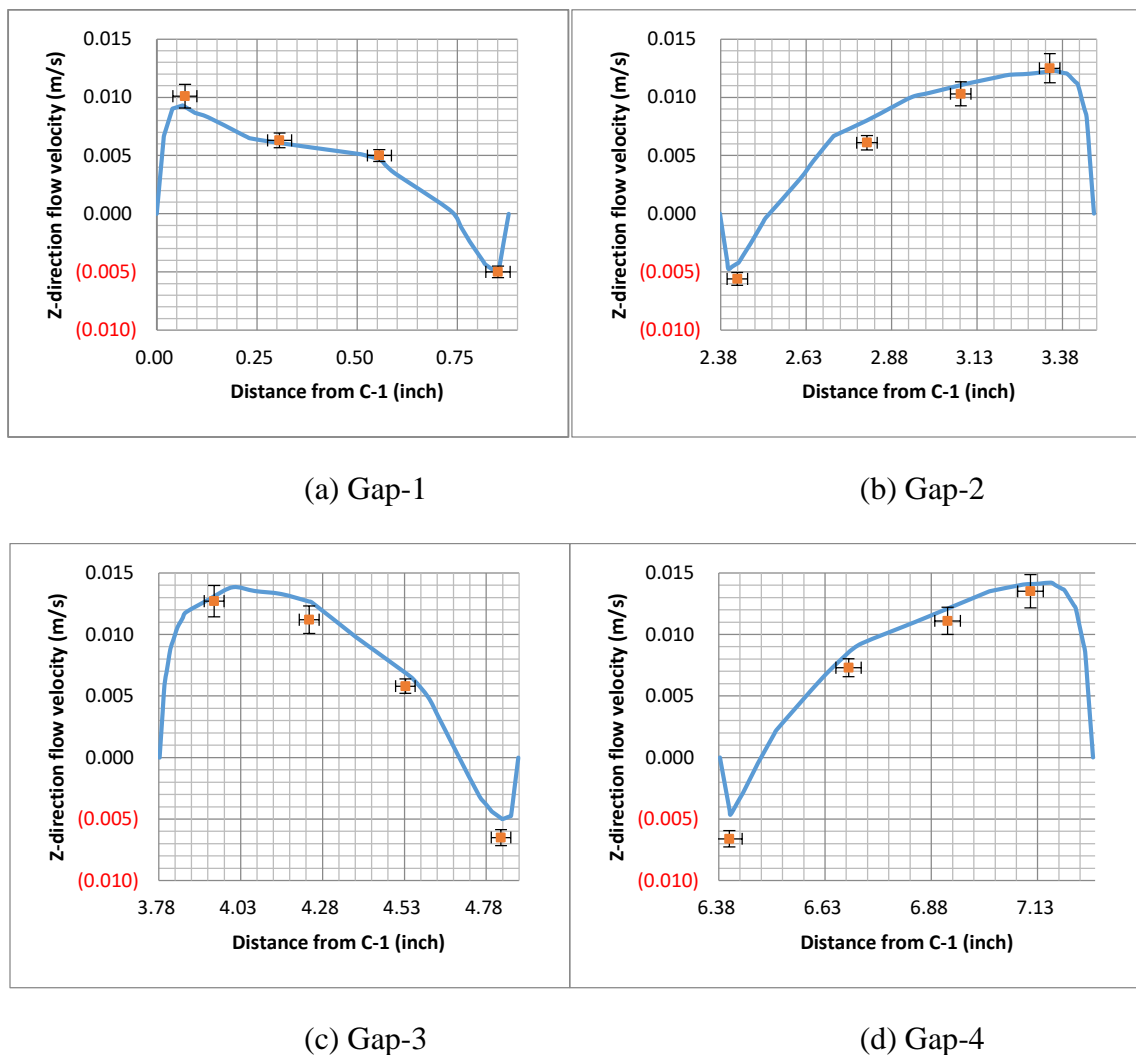 Z-direction flow velocity (m/s)
0.015
0.010
0.005
0.000
(0.005)
(0.010)
0.00 0.25 0.50 0.75
Distance from C-1 (inch)
(a) Gap-1
Z-direction flow velocity (m/s)
0.015
0.010
0.005
0.000
(0.005)
(0.010)
2.38 2.63 2.88 3.13 3.38
Distance from C-1 (inch)
(b) Gap-2
Z-direction flow velocity (m/s)
0.015
0.010
0.005
0.000
(0.005)
(0.010)
3.78 4.03 4.28 4.53 4.78
Distance from C-1 (inch)
(c) Gap-3
Z-direction flow velocity (m/s)
0.015
0.010
0.005
0.000
(0.005)
(0.010)
6.38 6.63 6.88 7.13
Distance from C-1 (inch)
(d) Gap-4